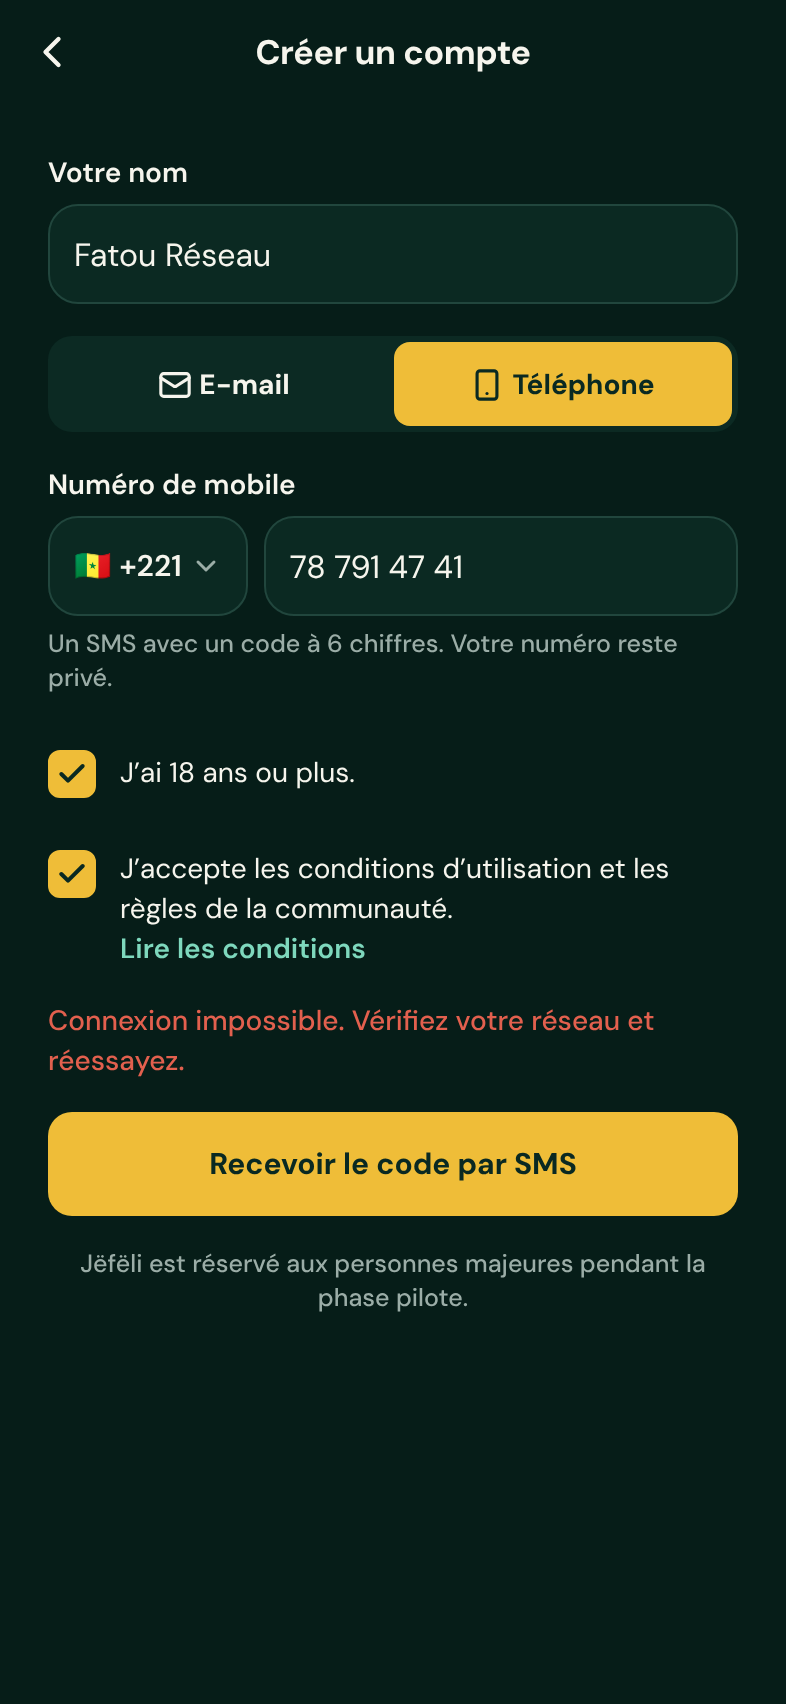 Créer un compte
Votre nom
Fatou Réseau
E-mail
Téléphone
Numéro de mobile
+221
78 791 47 41
Un SMS avec un code à 6 chiffres. Votre numéro reste
privé.
J’ai 18 ans ou plus.
J’accepte les conditions d’utilisation et les
règles de la communauté.
Lire les conditions
Connexion impossible. Vérifiez votre réseau et
réessayez.
Recevoir le code par SMS
Jëfëli est réservé aux personnes majeures pendant la
phase pilote.